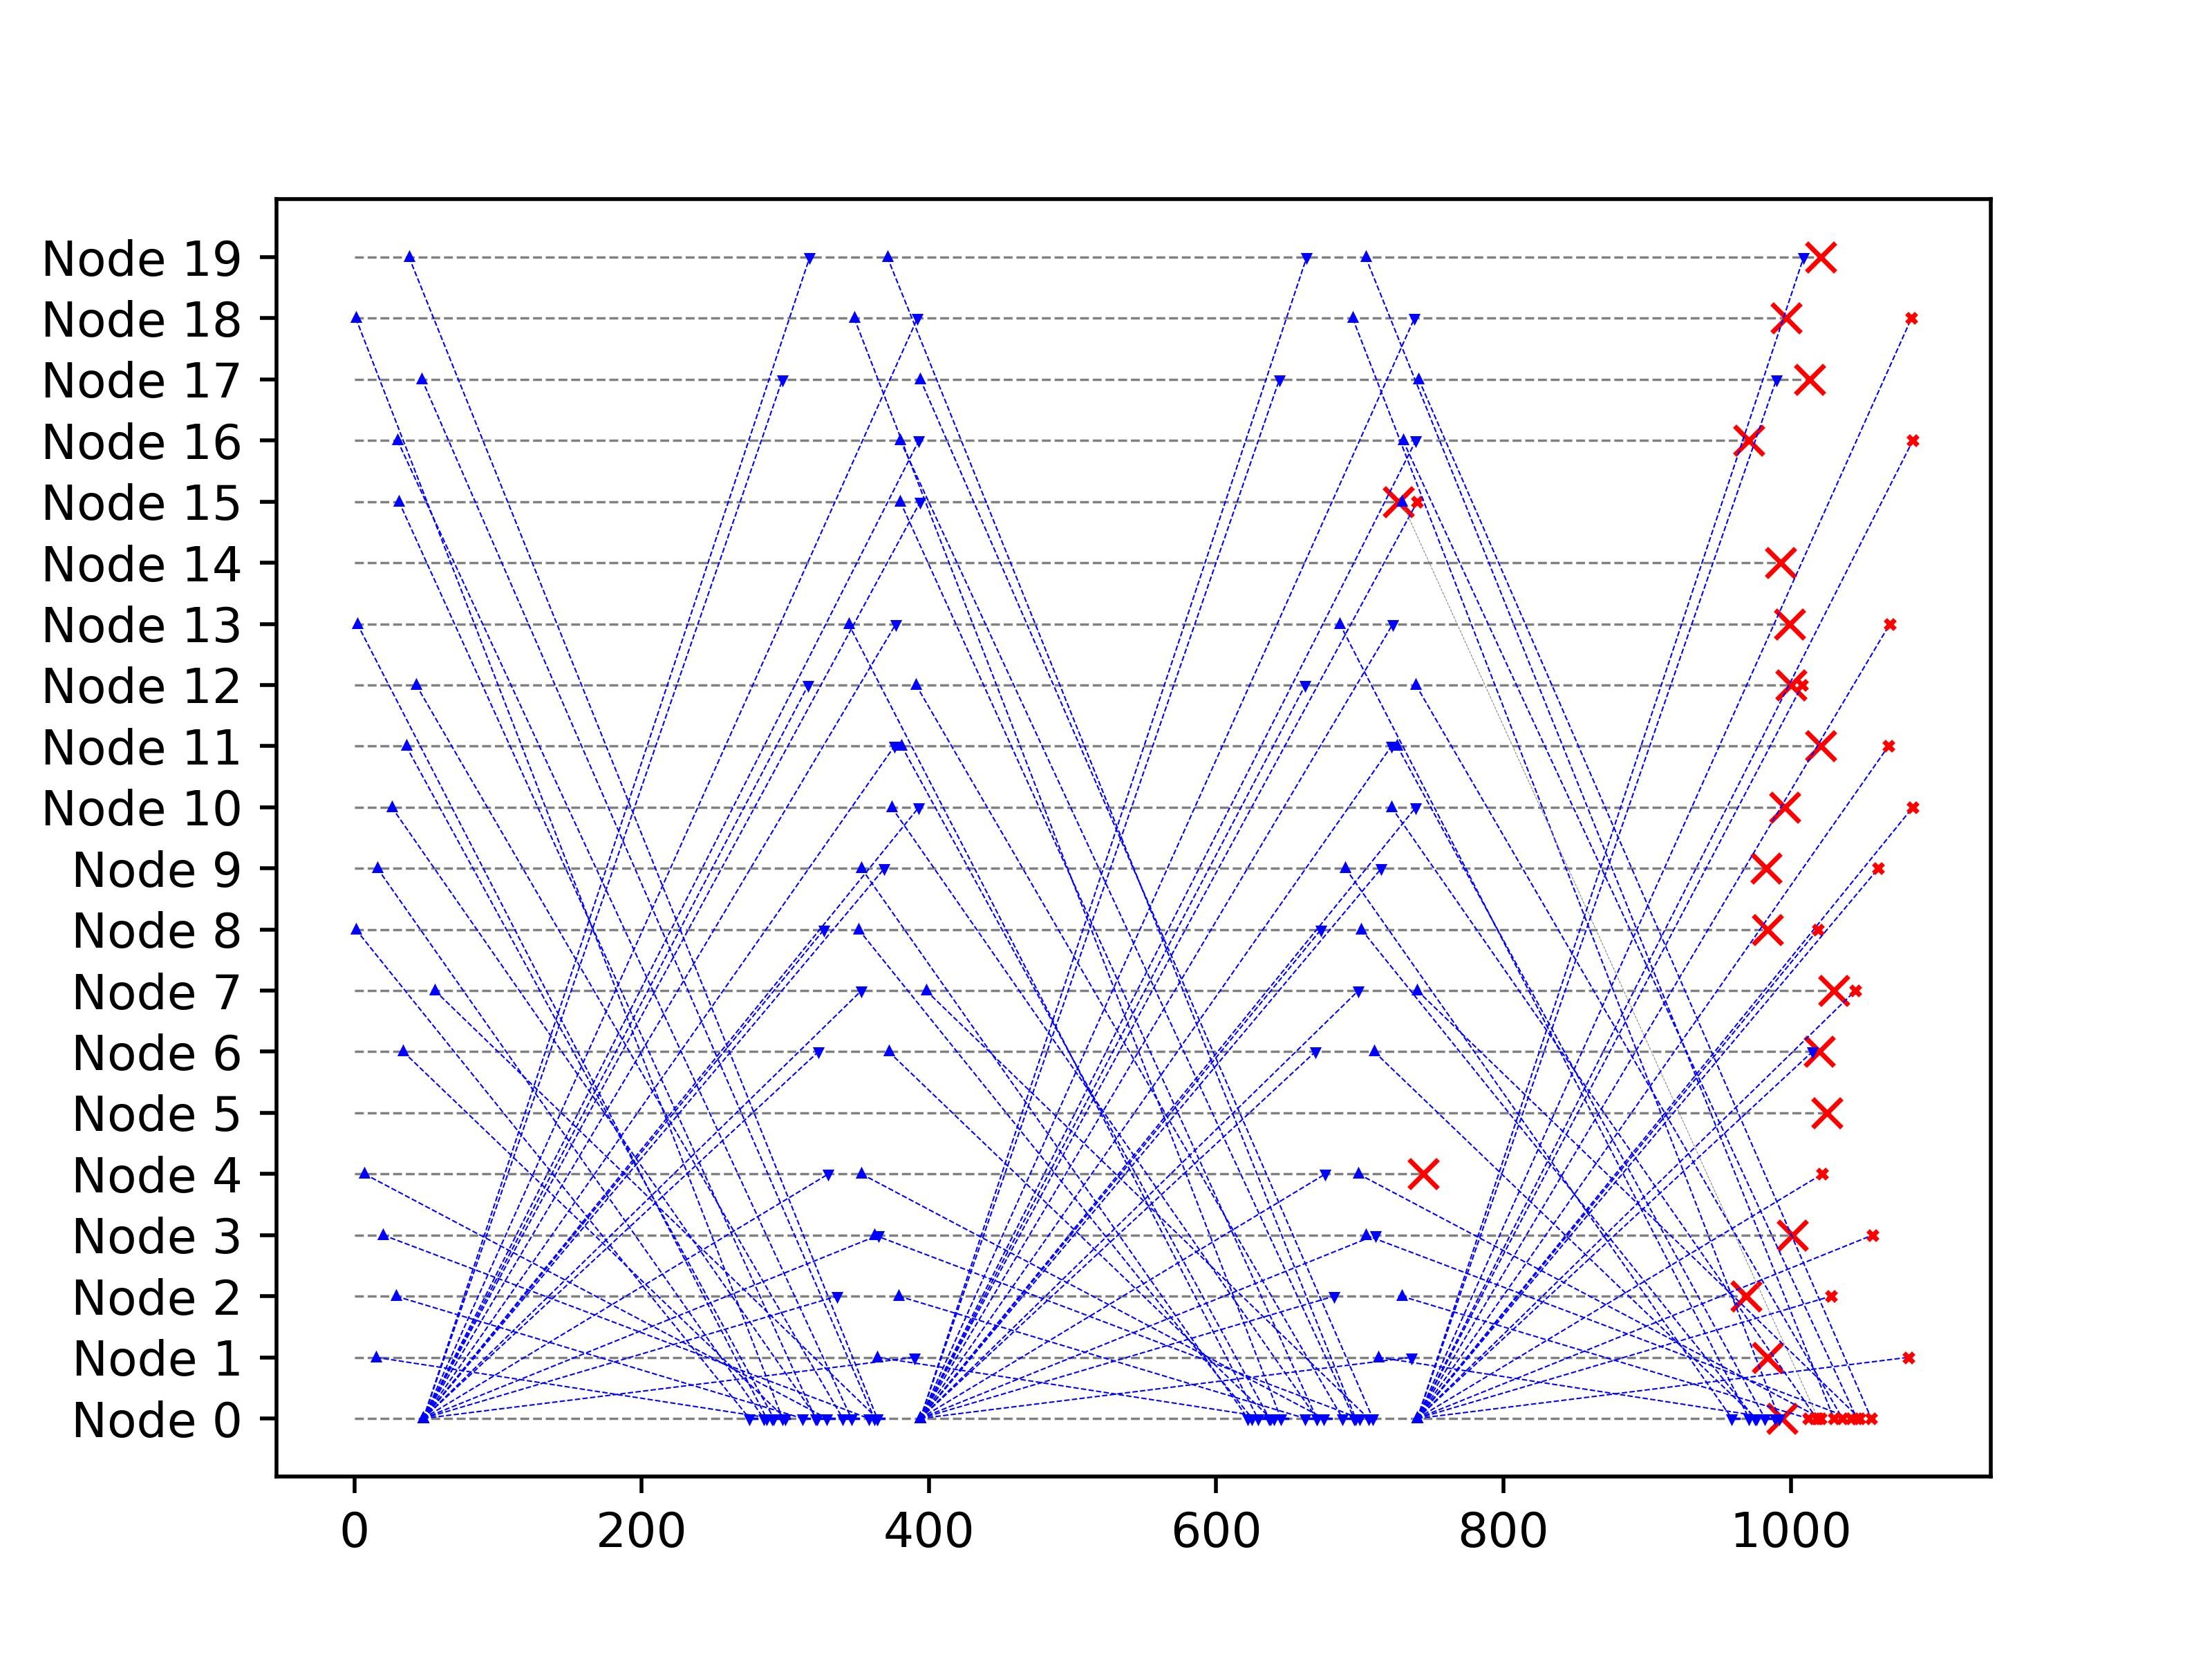 Node 19
Node 18
Node 17
Node 16
Node 15
Node 14
Node 13
Node 12
Node 11
Node 10
Node 9
Node 8
Node 7
Node 6
Node 5
Node 4
Node 3
Node 2
Node 1
Node 0
0 200 400 600 800 1000